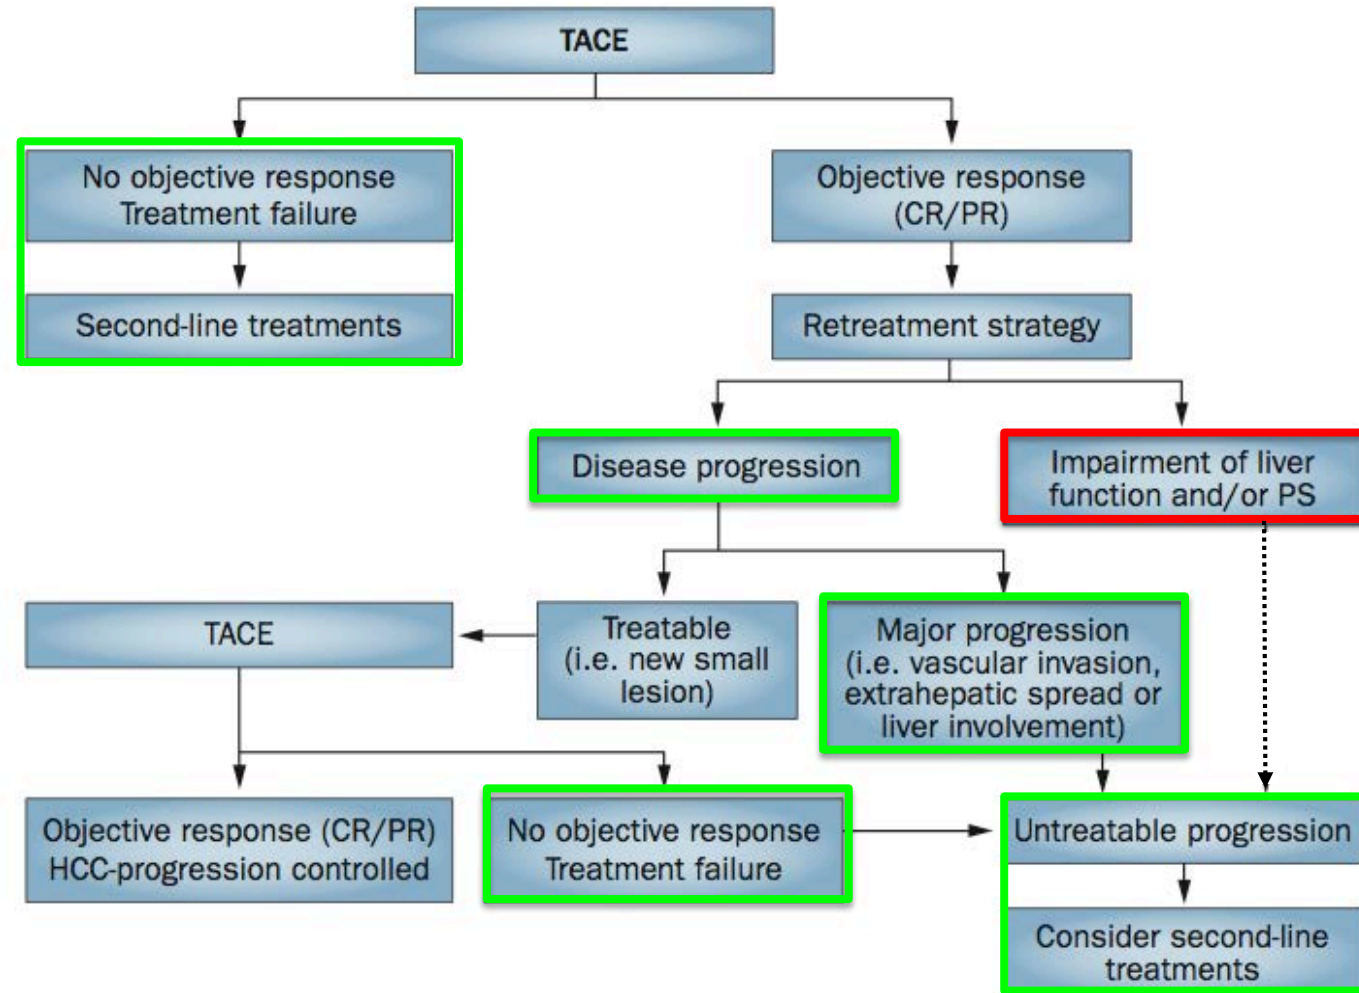 TACE
No objective response
Treatment failure
Objective response
(CR/PR)
Second-line treatments
Retreatment strategy
Disease progression
Impairment of liver
function and/or PS
TACE
Treatable
(i.e. new small
lesion)
Major progression
(i.e. vascular invasion,
extrahepatic spread or
liver involvement)
Objective response (CR/PR)
HCC-progression controlled
No objective response
Treatment failure
Untreatable progression
Consider second-line
treatments